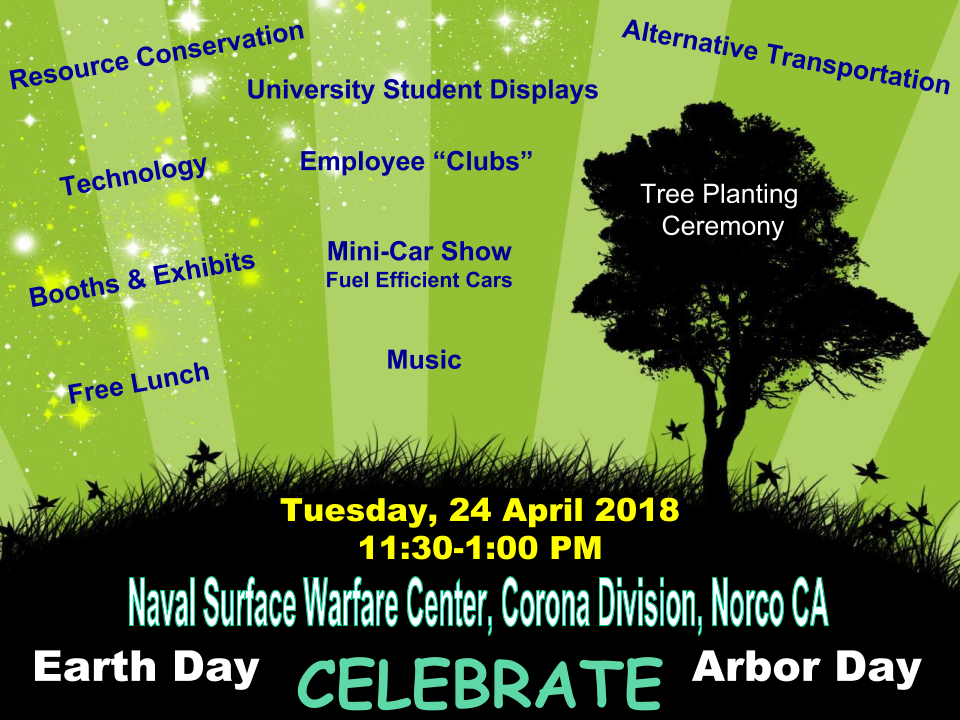 Resource Conservation
Alternative Transportation
University Student Displays
Technology
Employee “Clubs”
Tree Planting
Ceremony
Booths & Exhibits
Mini-Car Show
Fuel Efficient Cars
Free Lunch
Music
Tuesday, 24 April 2018
11:30-1:00 PM
Naval Surface Warfare Center, Corona Division, Norco CA
Earth Day CELEBRATE Arbor Day